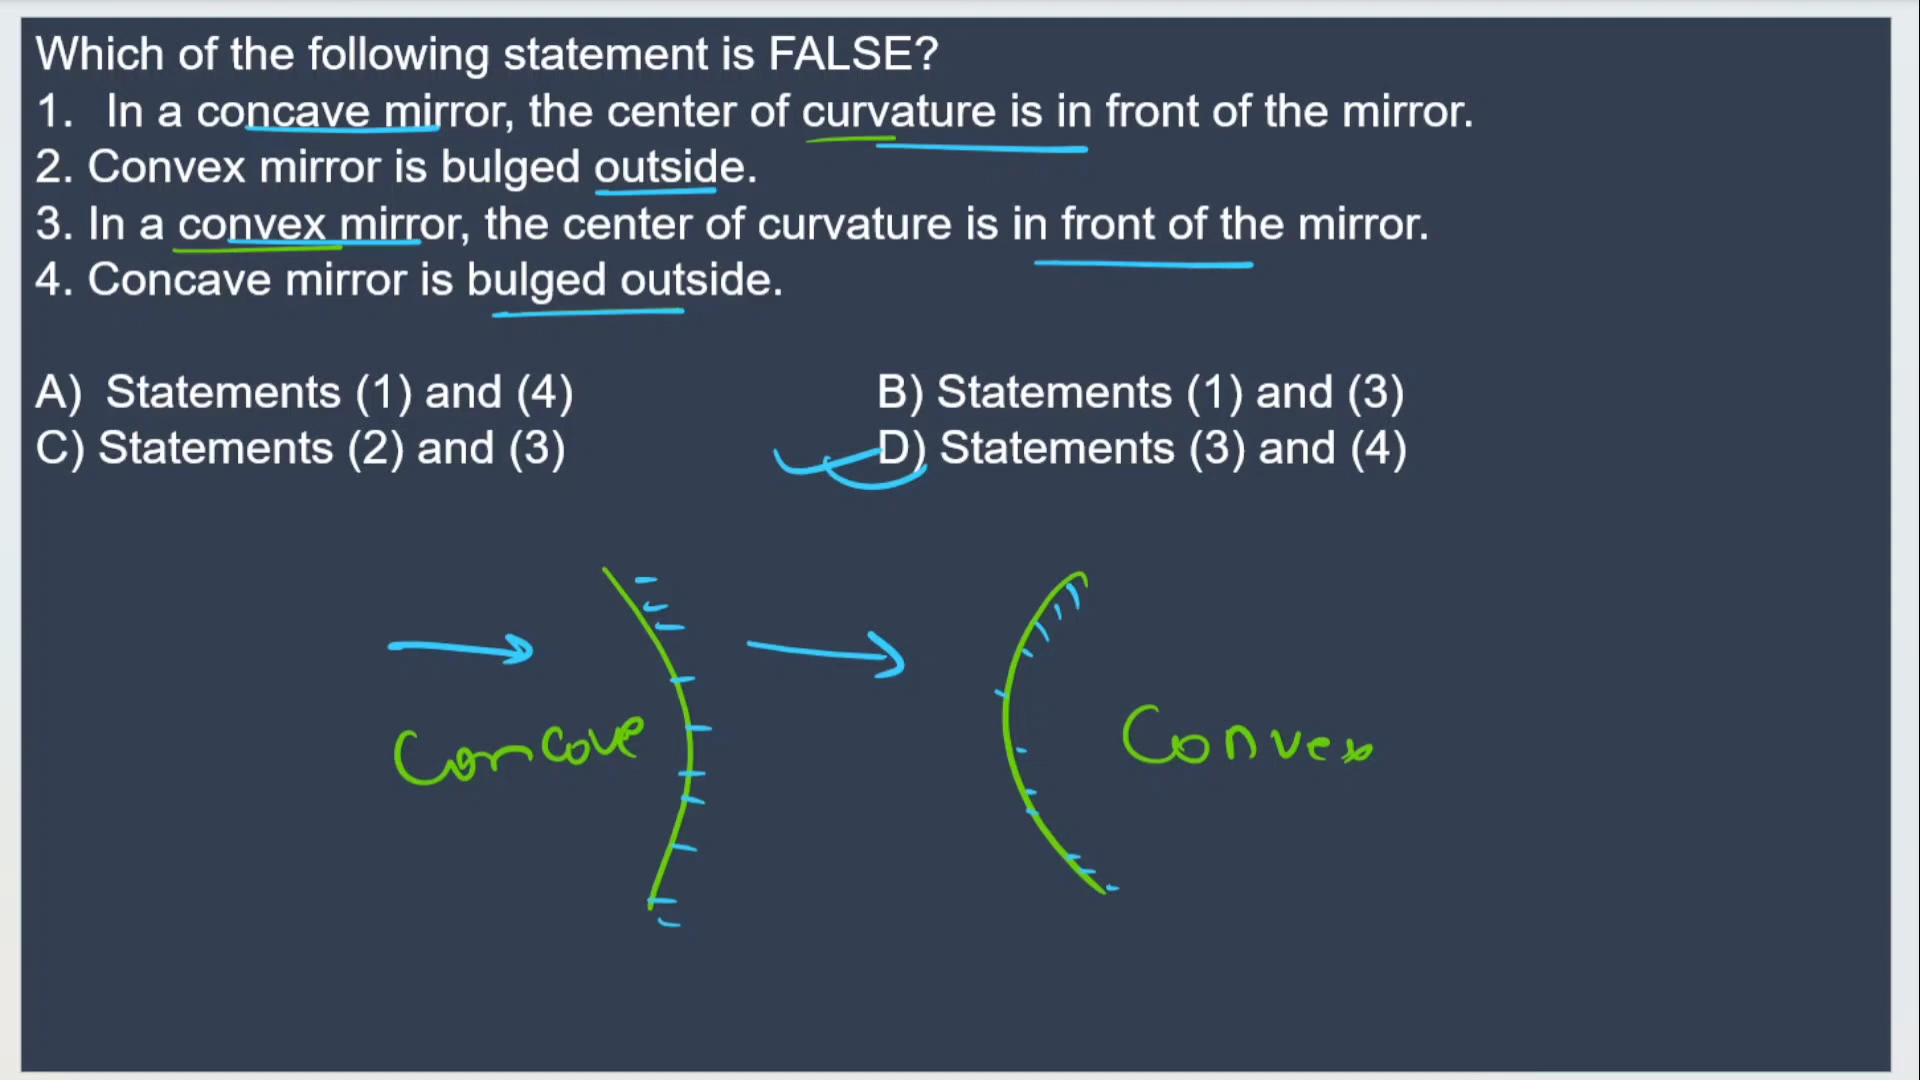 Which of the following statement is FALSE?
1. In a concave mirror, the center of curvature is in front of the mirror.
2. Convex mirror is bulged outside.
3. In a convex mirror, the center of curvature is in front of the mirror.
4. Concave mirror is bulged outside.
A) Statements (1) and (4) B) Statements (1) and (3)
C) Statements (2) and (3) D) Statements (3) and (4)
Concave Convex